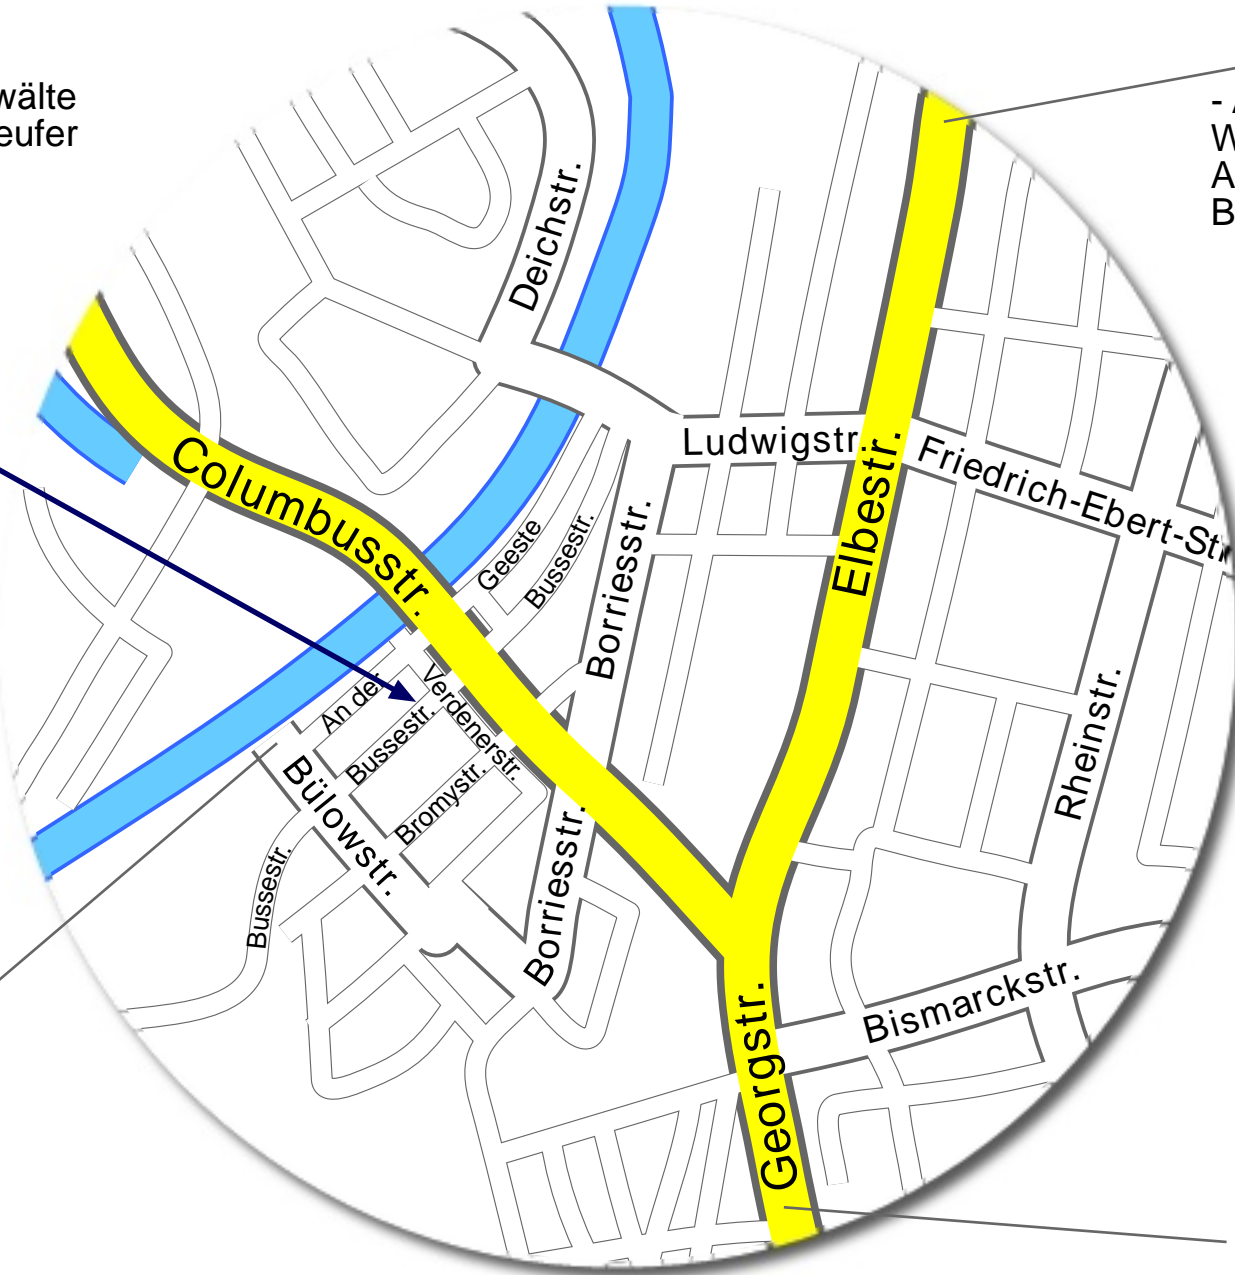 wälte
eufer
- A
W
A
B
Deichstr.
Ludwigstr.
Friedrich-Ebert-Str
Columbusstr.
Elbestr.
Geeste
Bussestr.
Borriesstr.
An der
Verdenerstr.
Bussestr.
Bromystr.
Bülowstr.
Rheinstr.
Bussestr.
Borriesstr.
Bismarckstr.
Georgstr.